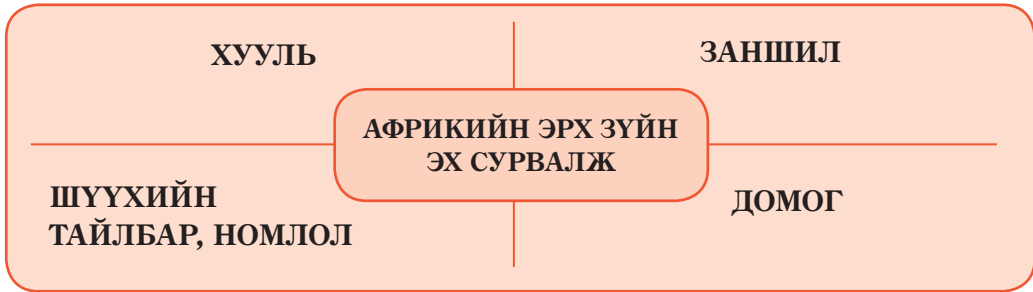 ХУУЛЬ
ЗАНШИЛ
АФРИКИЙН ЭРХ ЗҮЙН
ЭХ СУРВАЛЖ
ШҮҮХИЙН
ТАЙЛБАР, НОМЛОЛ
ДОМОГ